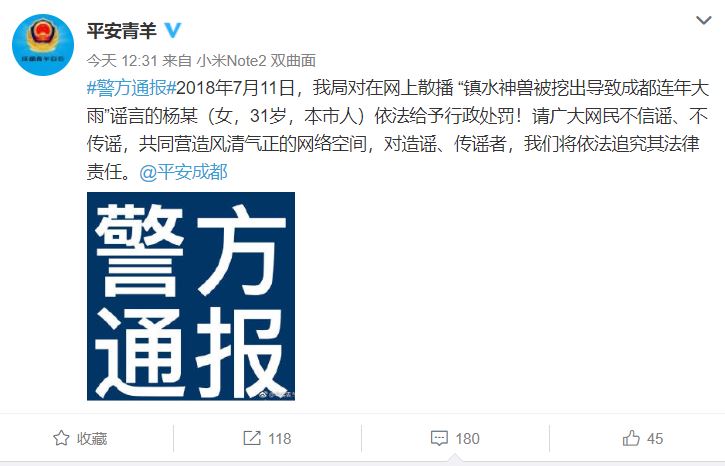 平安青羊
今天 12:31 来自 小米Note2 双曲面
#警方通报#2018年7月11日，我局对在网上散播 “镇水神兽被挖出导致成都连年大
雨”谣言的杨某（女，31岁，本市人）依法给予行政处罚！请广大网民不信谣、不
传谣，共同营造风清气正的网络空间，对造谣、传谣者，我们将依法追究其法律
责任。@平安成都
警方
通报
收藏
118
180
45